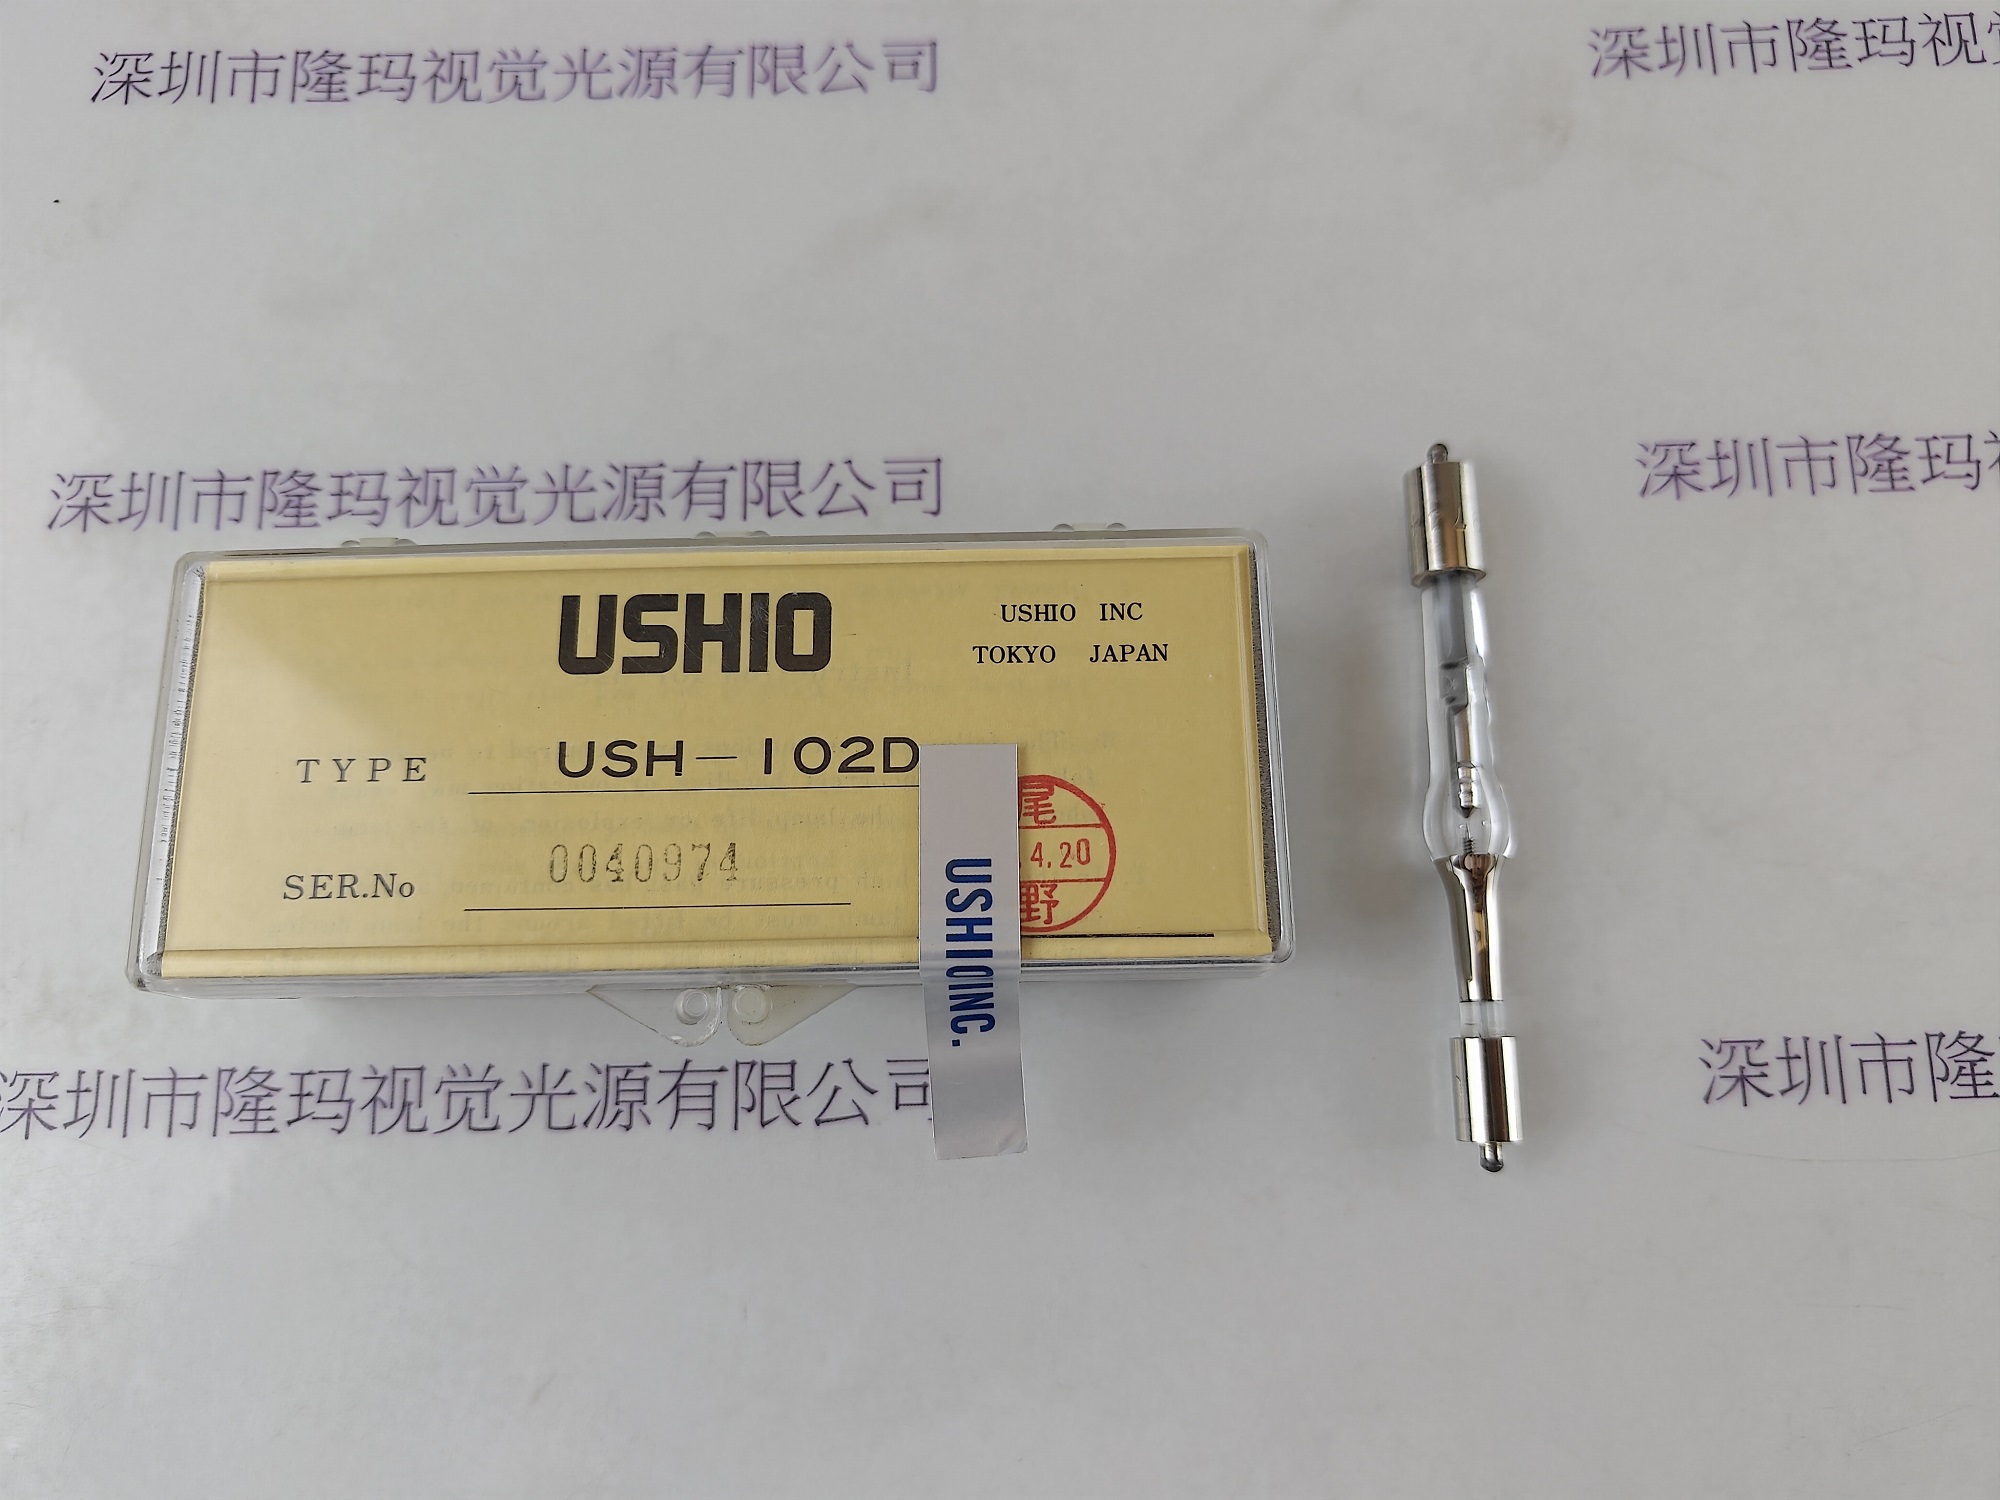 深圳市隆玛视觉光源有限公司
深圳市隆玛视
深圳市隆玛视觉光源有限公司
深圳市隆玛
USHIO
USHIO INC
TOKYO JAPAN
TYPE USH-102D
SER.No 0040974
尾
.4.20
野
USHIO INC.
深圳市隆玛视觉光源有限公司
深圳市隆